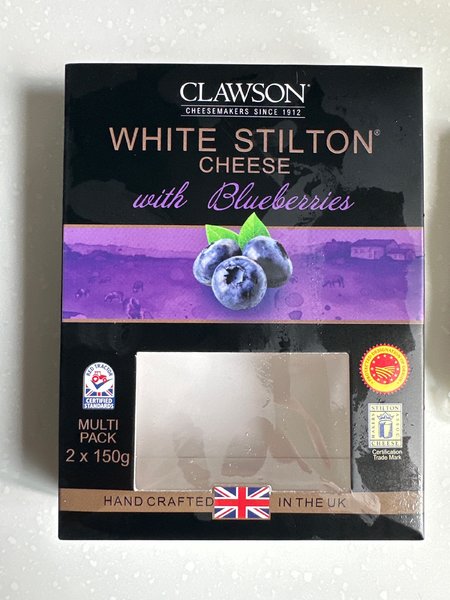 CLAWSON®
CHEESEMAKERS SINCE 1912
WHITE STILTON®
CHEESE
with Blueberries
RED TRACTOR
CERTIFIED
STANDARDS
MULTI
PACK
2 x 150g
STILTON
CHEESE
Certification
Trade Mark
HAND CRAFTED IN THE UK